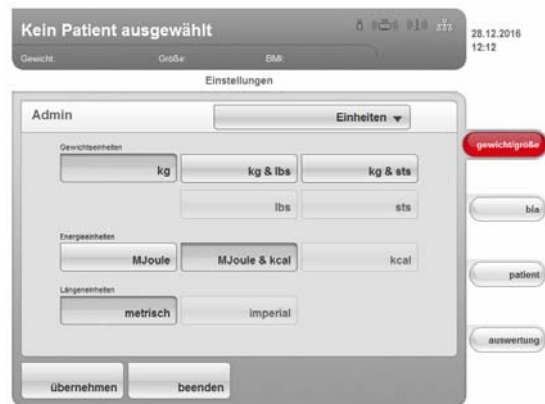 Kein Patient ausgewählt
28.12.2016
12:12
Gewicht: Größe: BMI:
Einstellungen
Admin
Einheiten
Gewichtseinheiten
kg
kg & lbs
kg & sts
lbs
sts
Energieeinheiten
MJoule
MJoule & kcal
kcal
Längeneinheiten
metrisch
imperial
übernehmen
beenden
gewicht/größe
bia
patient
auswertung